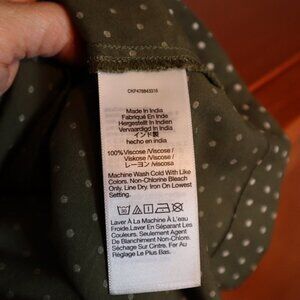 Made In India
Fabriqué En Inde
Hergestellt In Indien
Vervaardigd In India
インド製
hecho en india
100%Viscose/Viscose/
Viskose/Viscose/
レーヨン/Viscosa
Machine Wash Cold With Like
Colors. Non-Chlorine Bleach
Only. Line Dry. Iron On Lowest
Setting.
Laver À La Machine À L'eau
Froide.Laver En Séparant Les
Couleurs. Seulement Agent
De Blanchiment Non-Chloré.
Séchage Sur Cintre. Fer Au
Réglage Le Plus Bas.